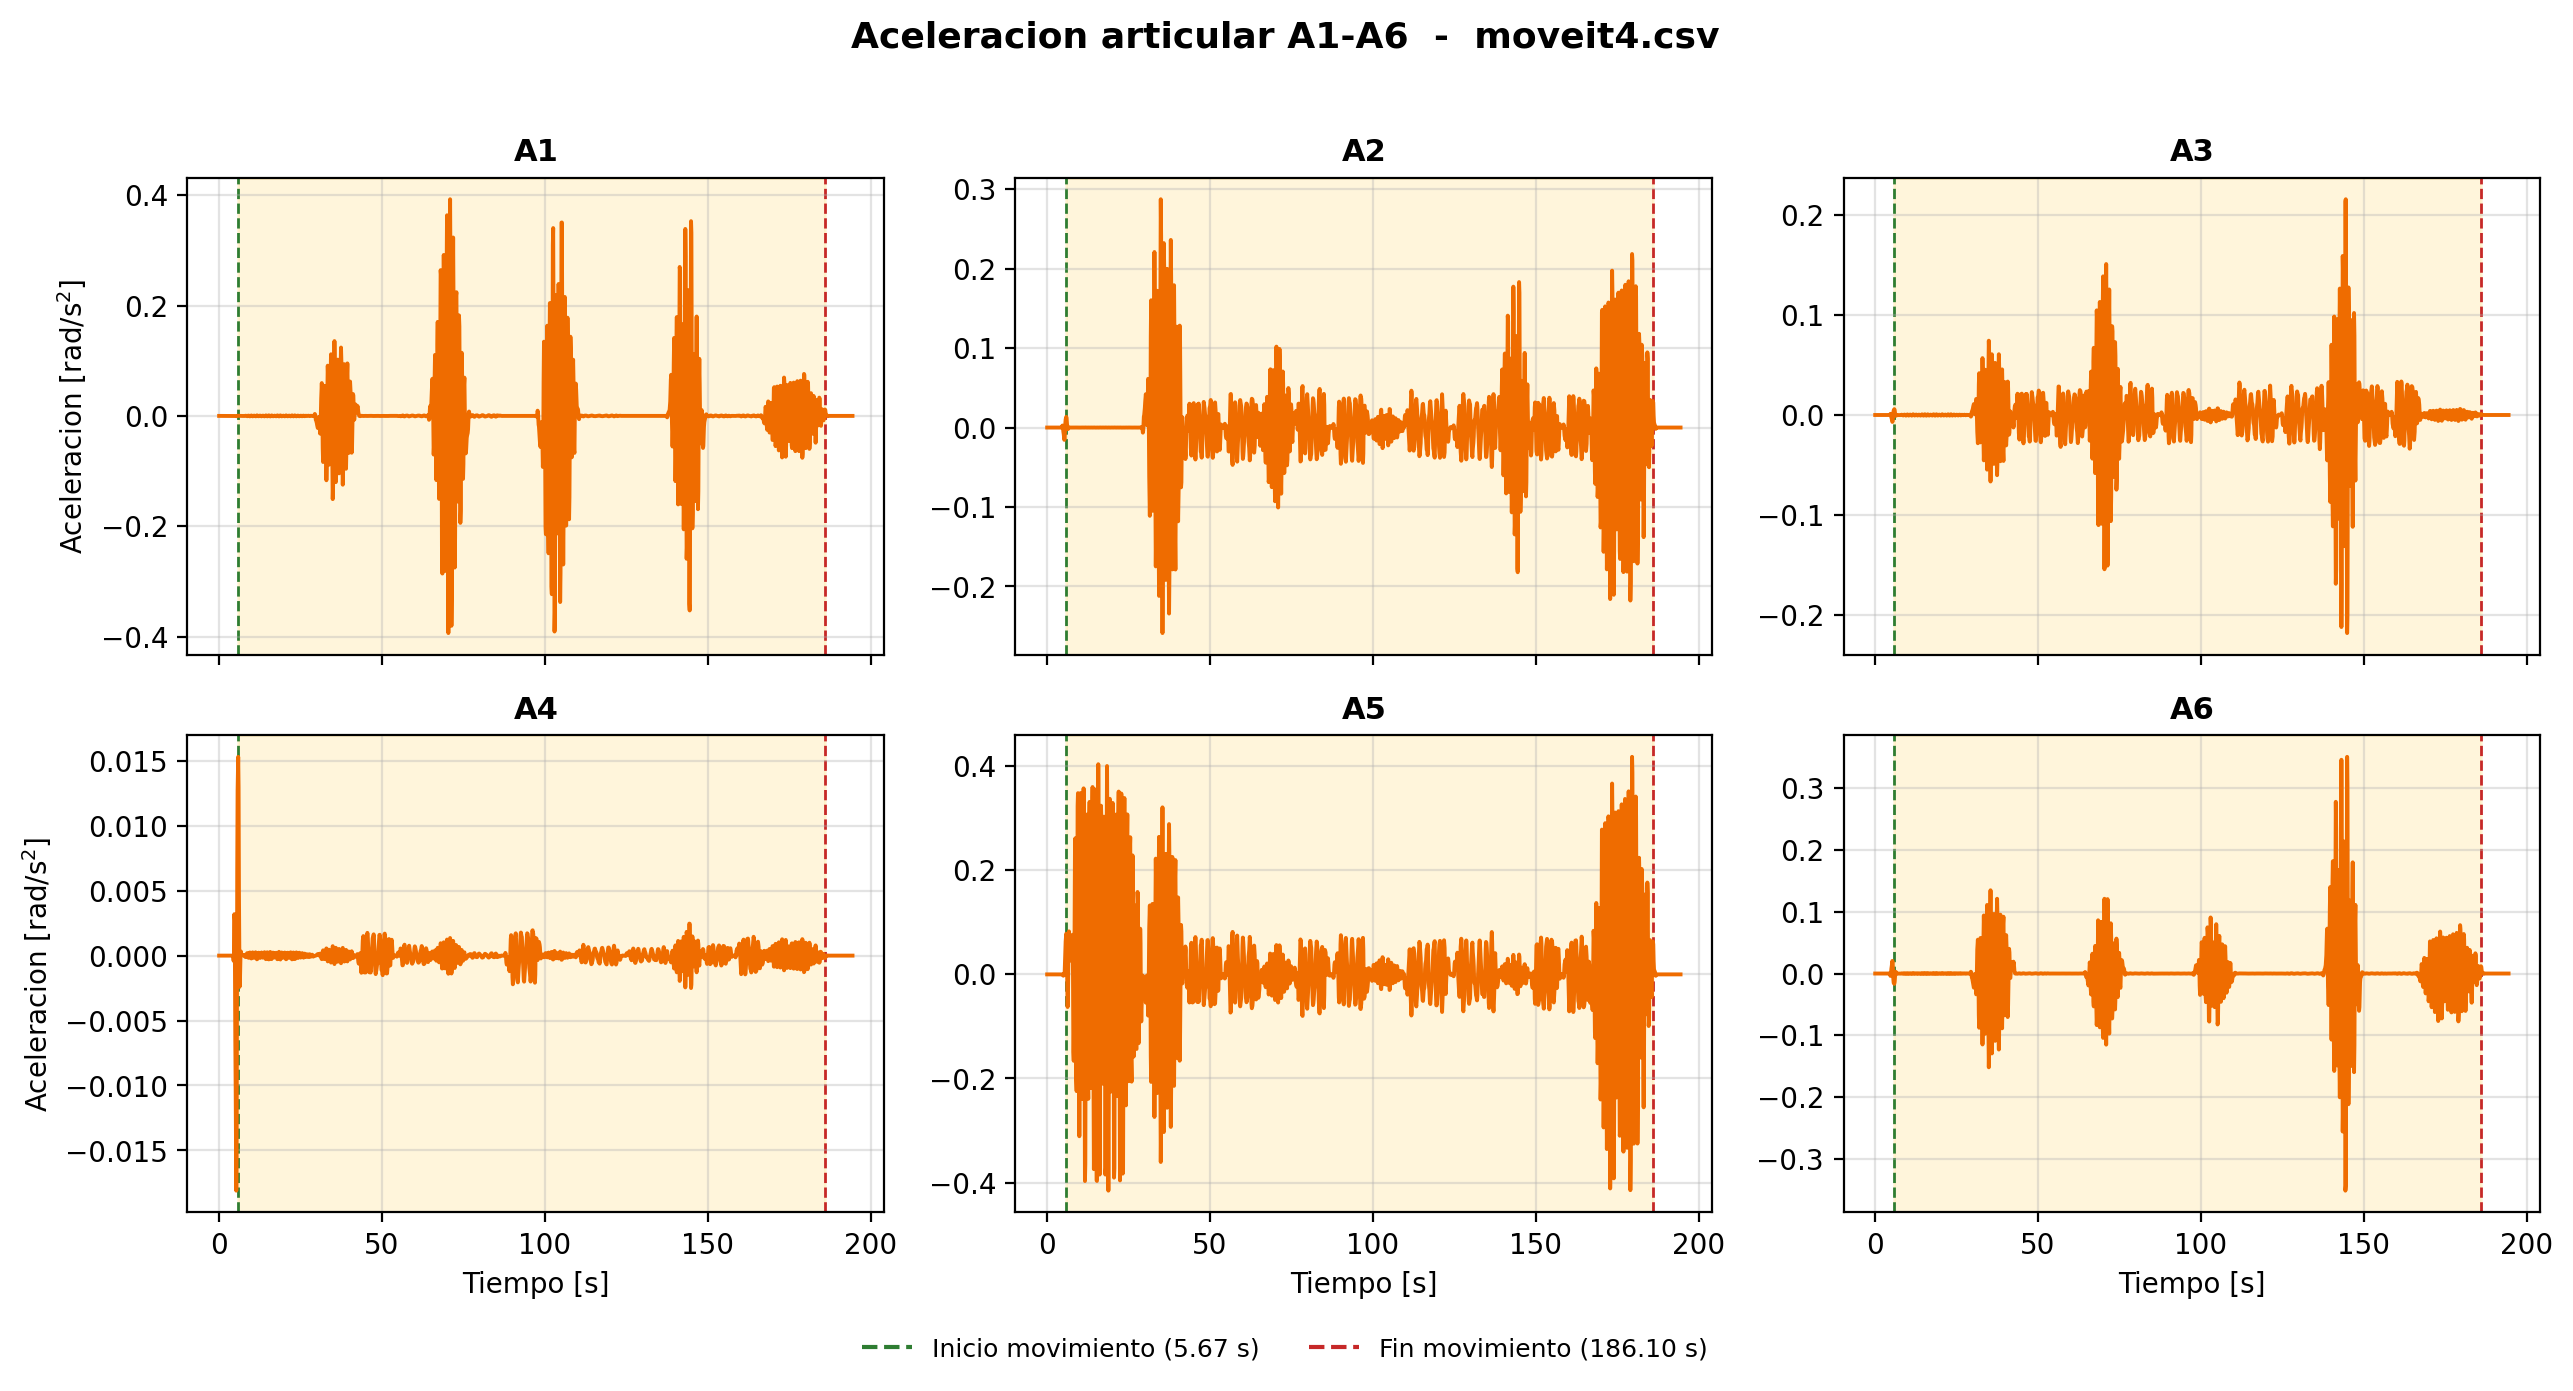 Aceleracion articular A1-A6  -  moveit4.csv
A1
A2
A3
Aceleracion [rad/s²]
0.4
0.2
0.0
−0.2
−0.4
0.3
0.2
0.1
0.0
−0.1
−0.2
0.2
0.1
0.0
−0.1
−0.2
A4
A5
A6
Aceleracion [rad/s²]
0.015
0.010
0.005
0.000
−0.005
−0.010
−0.015
0.4
0.2
0.0
−0.2
−0.4
0.3
0.2
0.1
0.0
−0.1
−0.2
−0.3
0 50 100 150 200
0 50 100 150 200
0 50 100 150 200
Tiempo [s]
Tiempo [s]
Tiempo [s]
Inicio movimiento (5.67 s)
Fin movimiento (186.10 s)